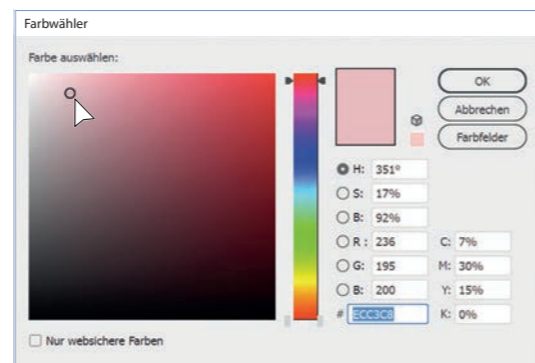 Farbwähler
Farbe auswählen:
OK
Abbrechen
Farbfelder
H: 351°
S: 17%
B: 92%
R: 236 C: 7%
G: 195 M: 30%
B: 200 Y: 15%
# ECC3C8 K: 0%
Nur websichere Farben